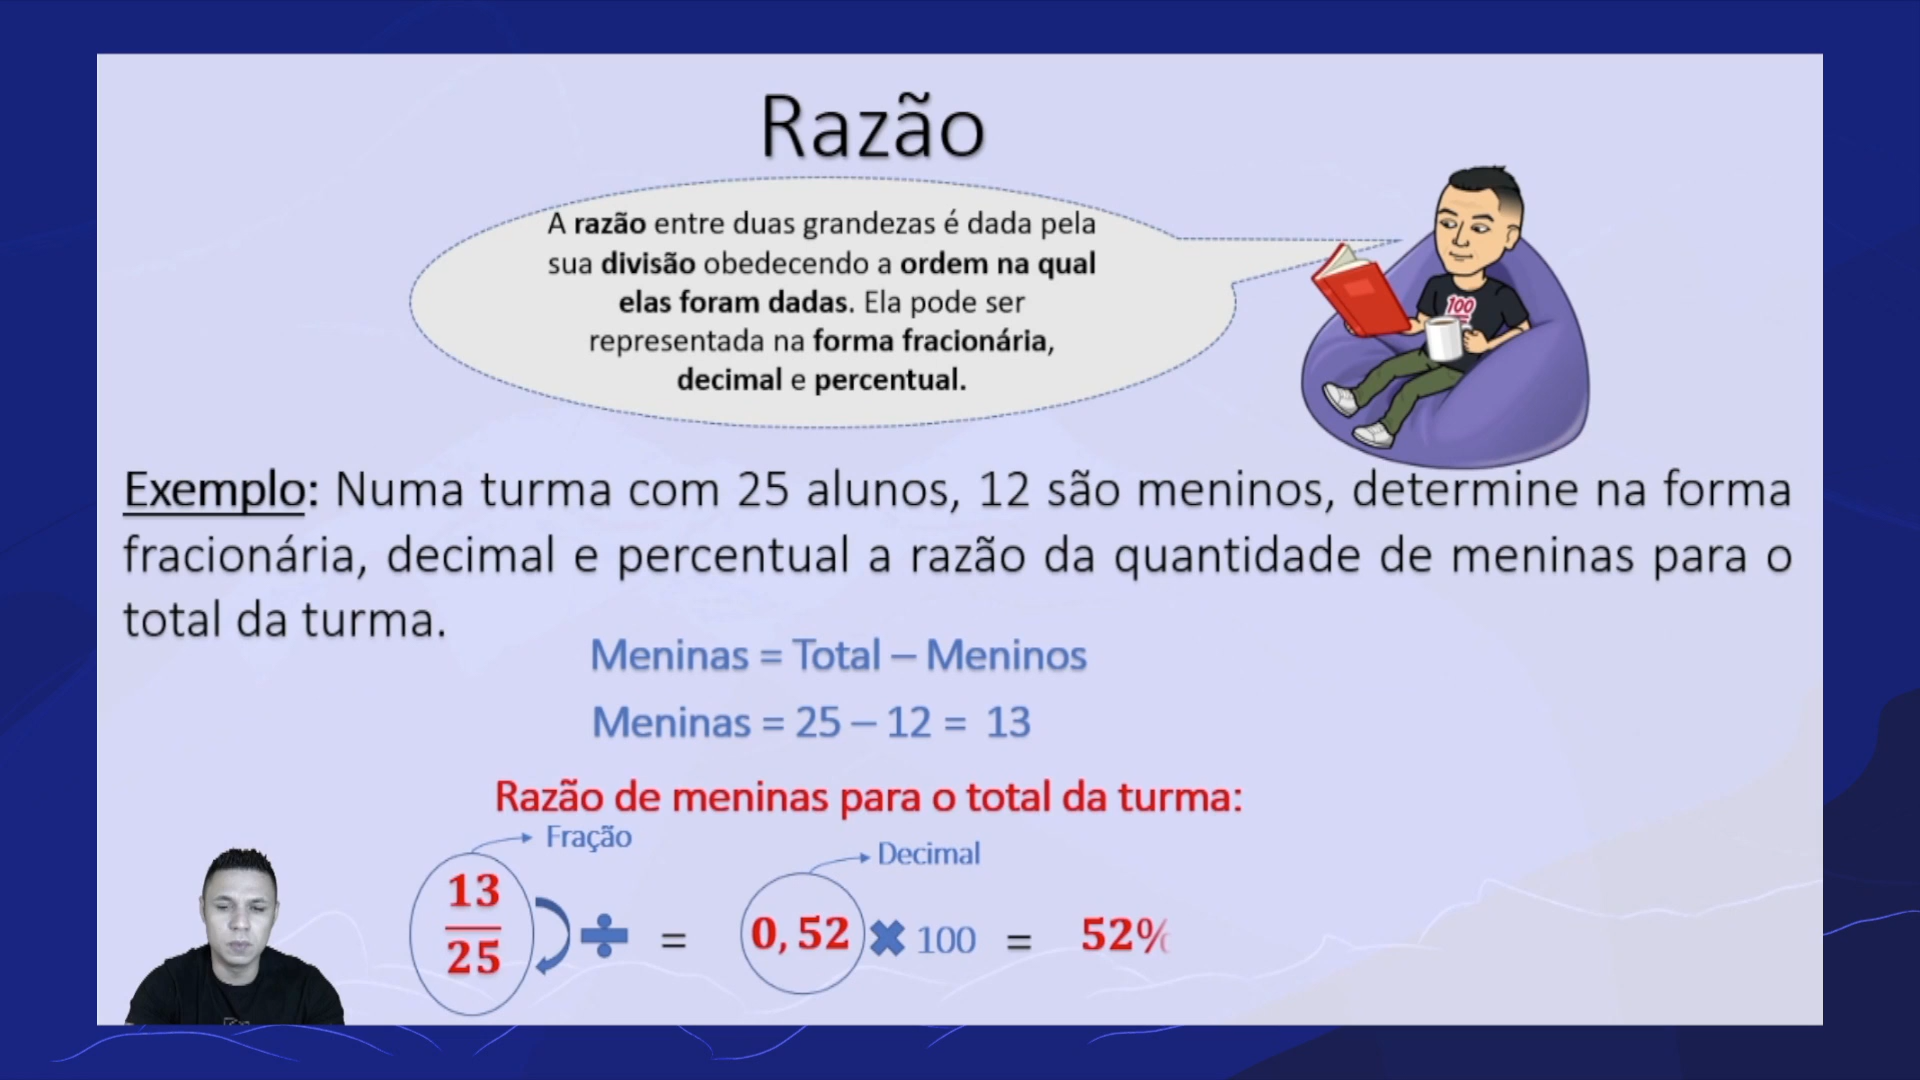 Razão
A razão entre duas grandezas é dada pela
sua divisão obedecendo a ordem na qual
elas foram dadas. Ela pode ser
representada na forma fracionária,
decimal e percentual.
100
Exemplo: Numa turma com 25 alunos, 12 são meninos, determine na forma
fracionária, decimal e percentual a razão da quantidade de meninas para o
total da turma.
Meninas = Total – Meninos
Meninas = 25 – 12 = 13
Razão de meninas para o total da turma:
Fração
Decimal
13
25
÷ = 0,52 ✖ 100 = 52%